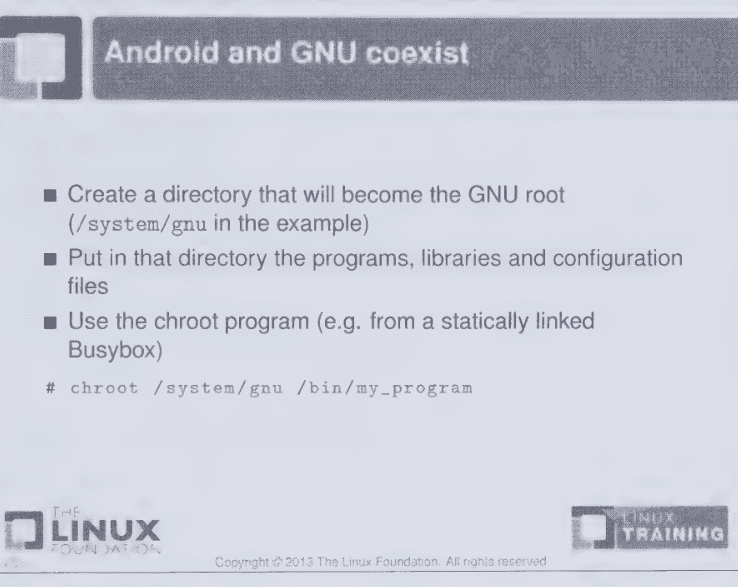 Android and GNU coexist
■ Create a directory that will become the GNU root
(/system/gnu in the example)
■ Put in that directory the programs, libraries and configuration
files
■ Use the chroot program (e.g. from a statically linked
Busybox)
# chroot /system/gnu /bin/my_program
THE
LINUX
FOUNDATION
LINUX
TRAINING
Copyright © 2013 The Linux Foundation. All rights reserved